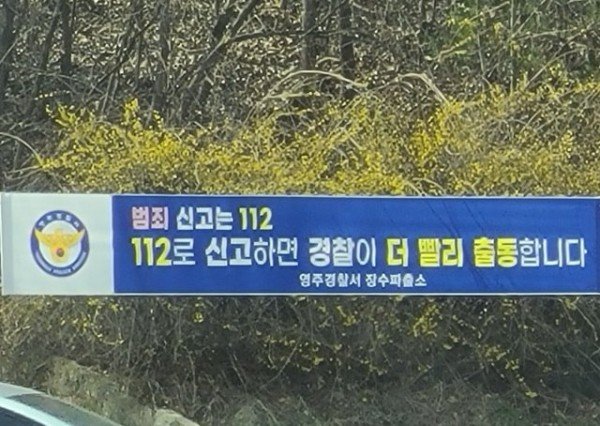 범죄 신고는 112
112로 신고하면 경찰이 더 빨리 출동합니다
영주경찰서 장수파출소